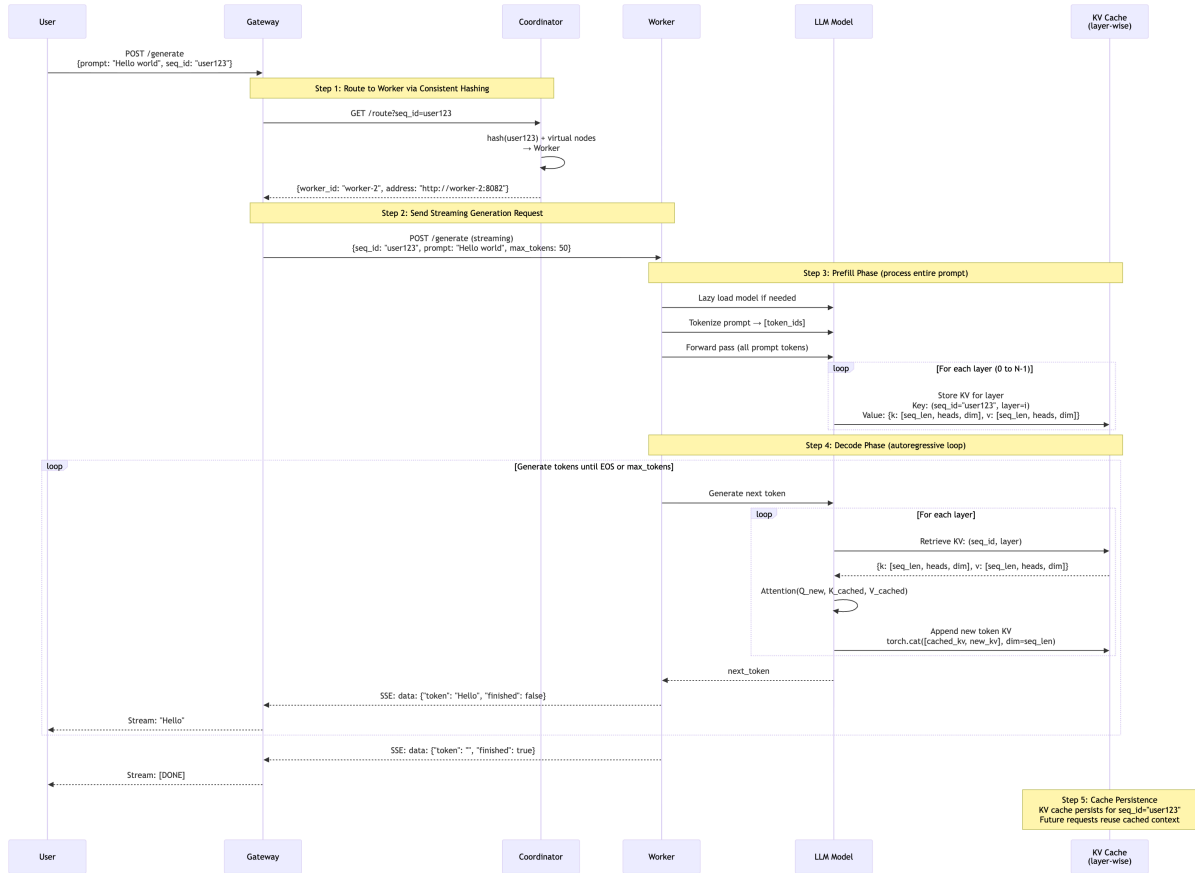 User
Gateway
Coordinator
Worker
LLM Model
KV Cache
(layer-wise)
POST /generate
{prompt: "Hello world", seq_id: "user123"}
Step 1: Route to Worker via Consistent Hashing
GET /route?seq_id=user123
hash(user123) + virtual nodes
→ Worker
{worker_id: "worker-2", address: "http://worker-2:8082"}
Step 2: Send Streaming Generation Request
POST /generate (streaming)
{seq_id: "user123", prompt: "Hello world", max_tokens: 50}
Step 3: Prefill Phase (process entire prompt)
Lazy load model if needed
Tokenize prompt → [token_ids]
Forward pass (all prompt tokens)
loop
[For each layer (0 to N-1)]
Store KV for layer
Key: (seq_id="user123", layer=i)
Value: {k: [seq_len, heads, dim], v: [seq_len, heads, dim]}
Step 4: Decode Phase (autoregressive loop)
loop
[Generate tokens until EOS or max_tokens]
Generate next token
loop
[For each layer]
Retrieve KV: (seq_id, layer)
{k: [seq_len, heads, dim], v: [seq_len, heads, dim]}
Attention(Q_new, K_cached, V_cached)
Append new token KV
torch.cat([cached_kv, new_kv], dim=seq_len)
next_token
SSE: data: {"token": "Hello", "finished": false}
Stream: "Hello"
SSE: data: {"token": "", "finished": true}
Stream: [DONE]
Step 5: Cache Persistence
KV cache persists for seq_id="user123"
Future requests reuse cached context
User
Gateway
Coordinator
Worker
LLM Model
KV Cache
(layer-wise)